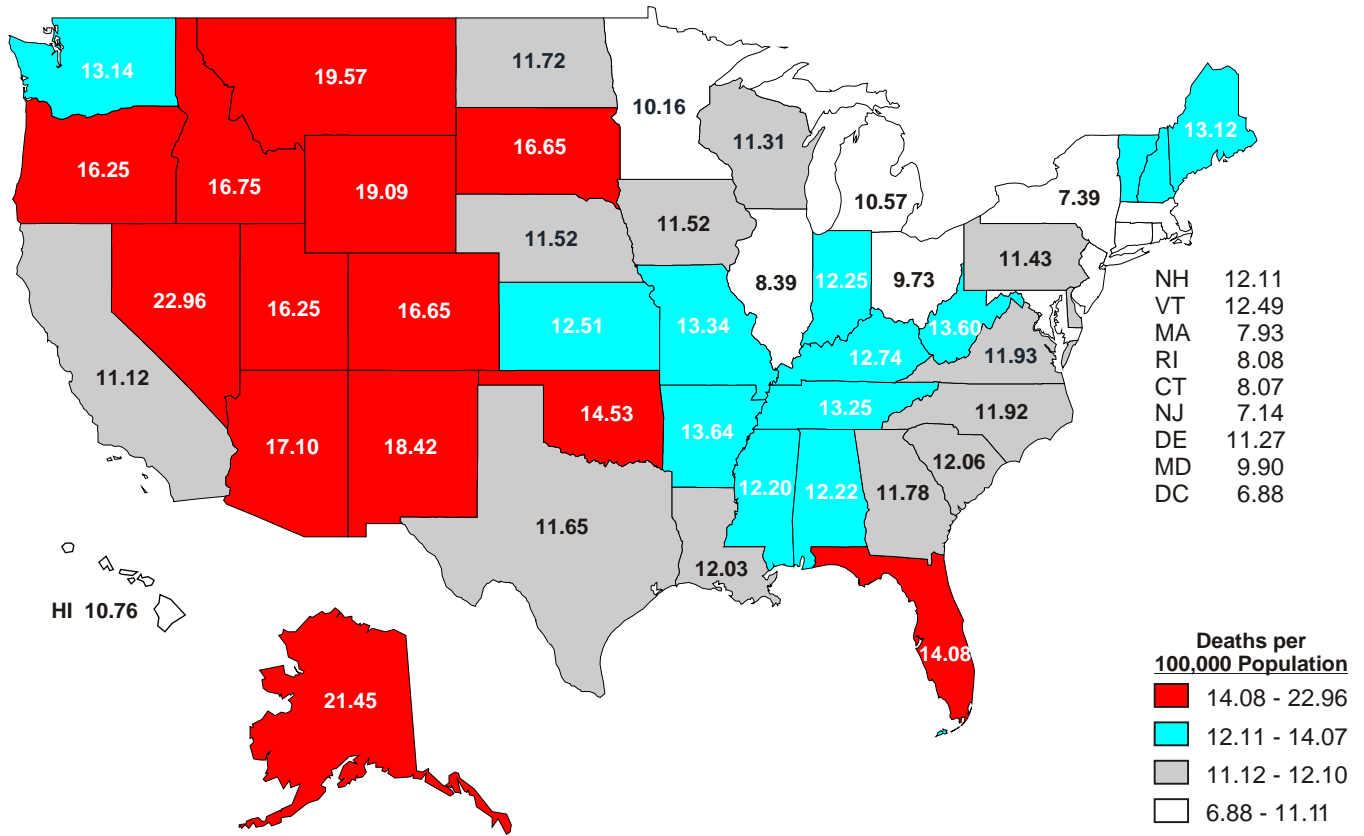 13.14
19.57
11.72
10.16
11.31
13.12
16.25
16.75
19.09
16.65
10.57
7.39
11.52
11.52
11.43
22.96
16.25
16.65
8.39
12.25
9.73
12.51
13.34
13.60
11.93
11.12
12.74
17.10
18.42
14.53
13.64
13.25
11.92
11.65
12.20
12.22
11.78
12.06
12.03
14.08
HI 10.76
21.45
NH 12.11
VT 12.49
MA 7.93
RI 8.08
CT 8.07
NJ 7.14
DE 11.27
MD 9.90
DC 6.88
Deaths per
100,000 Population
14.08 - 22.96
12.11 - 14.07
11.12 - 12.10
6.88 - 11.11